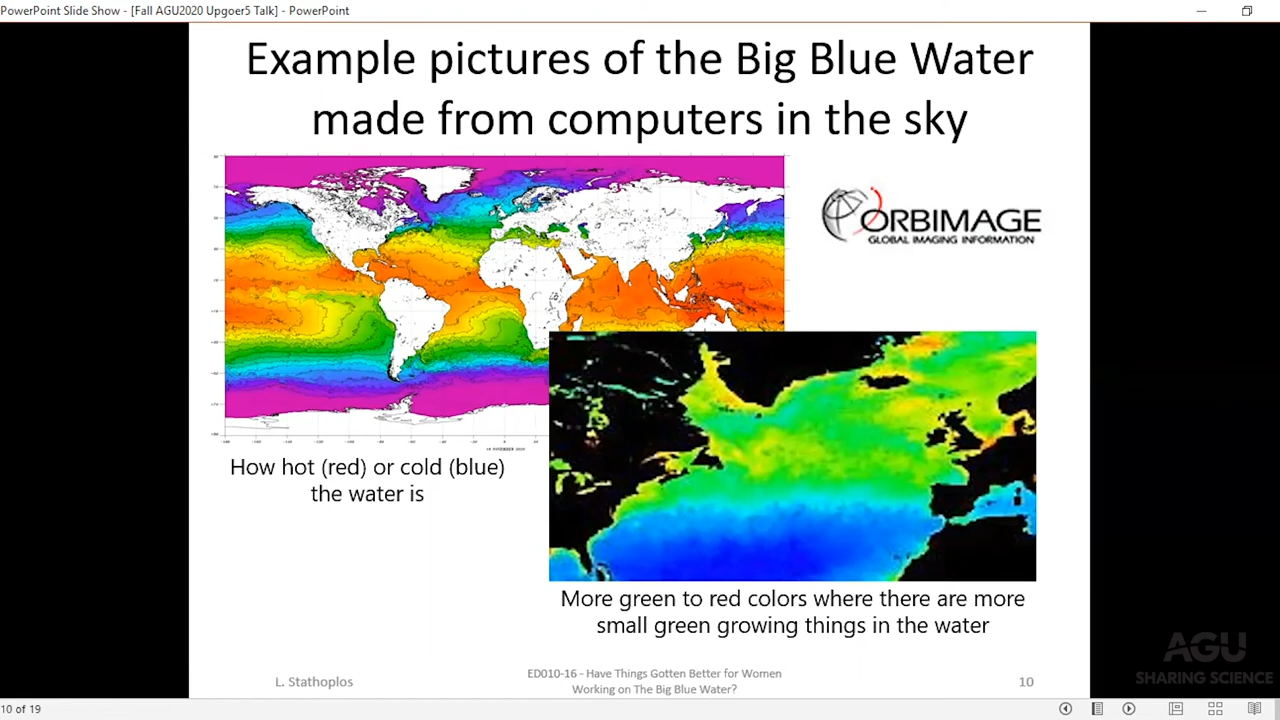 PowerPoint Slide Show - [Fall AGU2020 Upgoer5 Talk] - PowerPoint
Example pictures of the Big Blue Water
made from computers in the sky
ORBIMAGE
GLOBAL IMAGING INFORMATION
How hot (red) or cold (blue)
the water is
More green to red colors where there are more
small green growing things in the water
AGU
SHARING SCIENCE
L. Stathoplos
ED010-16 - Have Things Gotten Better for Women
Working on The Big Blue Water?
10
10 of 19